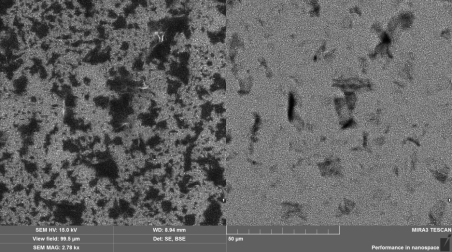 SEM HV: 15.0 kV
WD: 8.94 mm
MIRA3 TESCAN
View field: 99.5 µm
Det: SE, BSE
50 µm
SEM MAG: 2.78 kx
Performance in nanospace